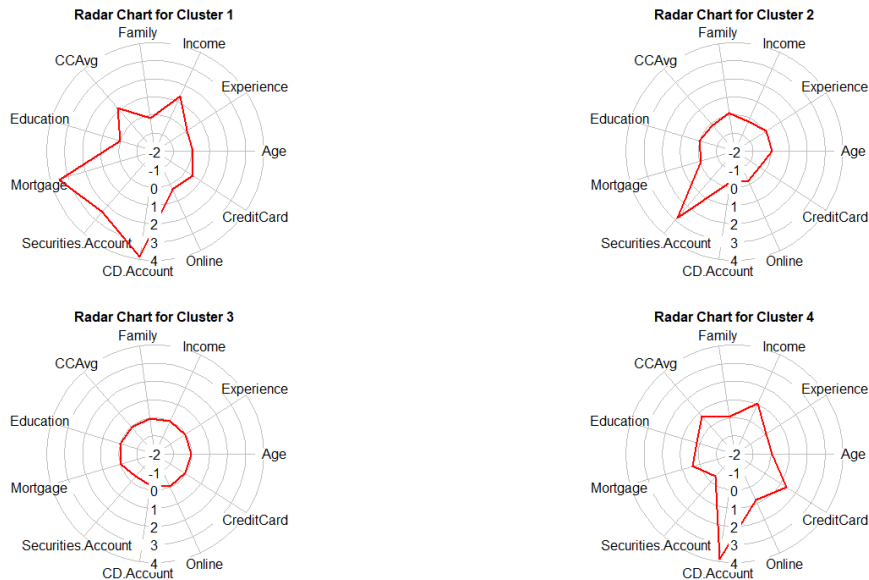 Radar Chart for Cluster 1
Family
Income
CCAvg
Experience
Education
Age
-2
-1
Mortgage
0
1
CreditCard
2
Securities.Account
3
Online
4
CD.Account
Radar Chart for Cluster 2
Family
Income
CCAvg
Experience
Education
Age
-2
-1
Mortgage
0
1
CreditCard
2
Securities.Account
3
Online
4
CD.Account
Radar Chart for Cluster 3
Family
Income
CCAvg
Experience
Education
Age
-2
-1
Mortgage
0
1
CreditCard
2
Securities.Account
3
Online
4
CD.Account
Radar Chart for Cluster 4
Family
Income
CCAvg
Experience
Education
Age
-2
-1
Mortgage
0
1
CreditCard
2
Securities.Account
3
Online
4
CD.Account